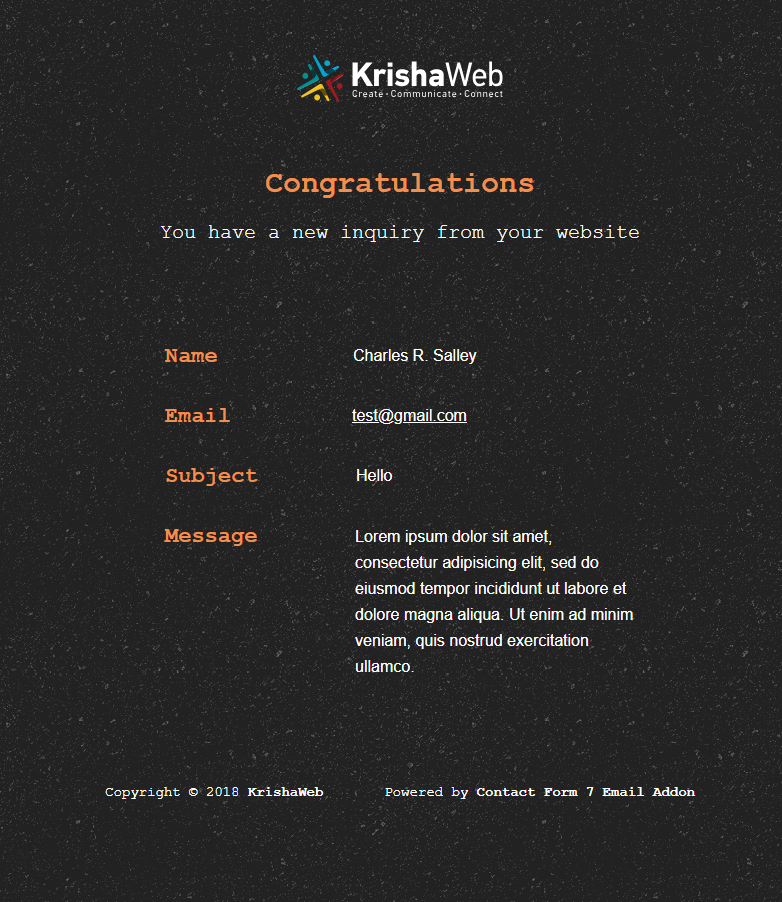 KrishaWeb
Create · Communicate · Connect
Congratulations
You have a new inquiry from your website
Name
Charles R. Salley
Email
test@gmail.com
Subject
Hello
Message
Lorem ipsum dolor sit amet,
consectetur adipisicing elit, sed do
eiusmod tempor incididunt ut labore et
dolore magna aliqua. Ut enim ad minim
veniam, quis nostrud exercitation
ullamco.
Copyright © 2018 KrishaWeb
Powered by Contact Form 7 Email Addon